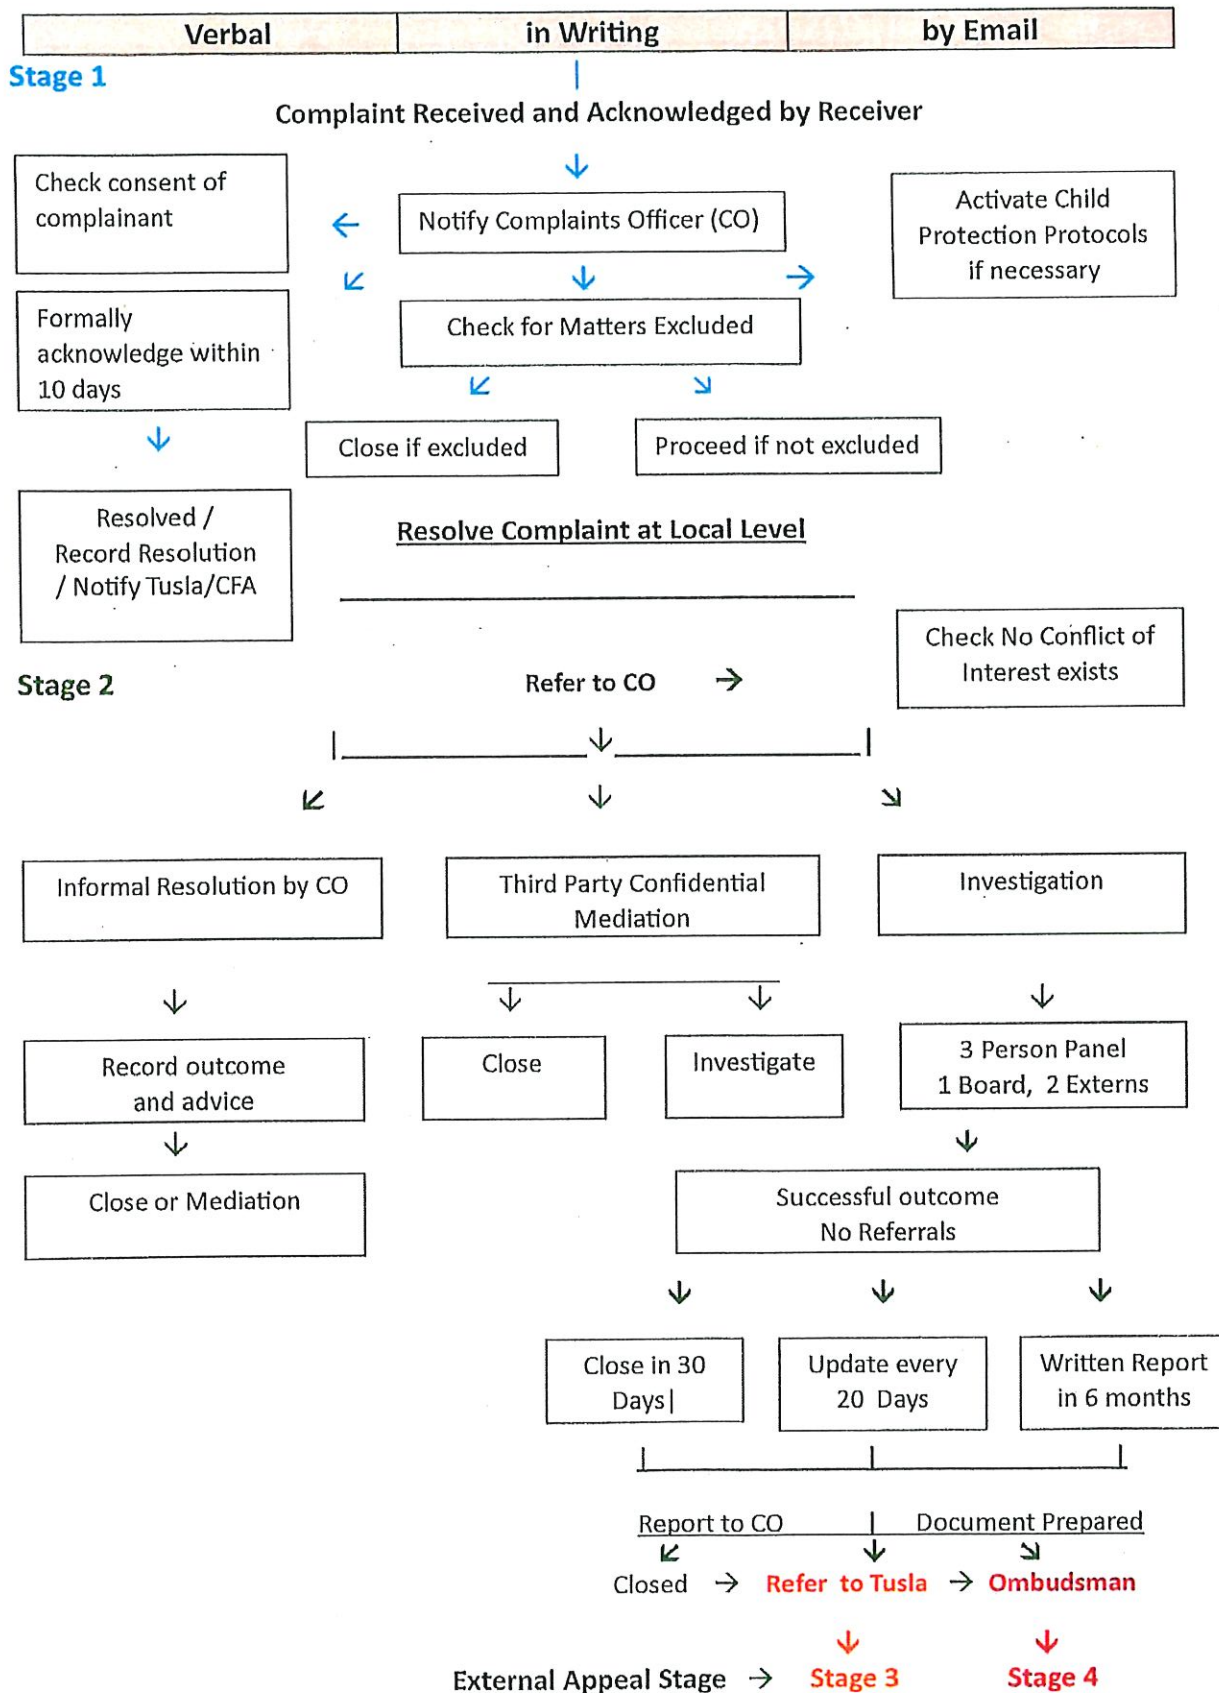 Verbal
in Writing
by Email
Stage 1
Complaint Received and Acknowledged by Receiver
Check consent of
complainant
Notify Complaints Officer (CO)
Activate Child
Protection Protocols
if necessary
Formally
acknowledge within
10 days
Check for Matters Excluded
Close if excluded
Proceed if not excluded
Resolved /
Record Resolution
/ Notify Tusla/CFA
Resolve Complaint at Local Level
Check No Conflict of
Interest exists
Stage 2
Refer to CO
Informal Resolution by CO
Third Party Confidential
Mediation
Investigation
Record outcome
and advice
Close
Investigate
3 Person Panel
1 Board, 2 Externs
Close or Mediation
Successful outcome
No Referrals
Close in 30
Days|
Update every
20 Days
Written Report
in 6 months
Report to CO
Document Prepared
Closed
Refer to Tusla
Ombudsman
External Appeal Stage
Stage 3
Stage 4